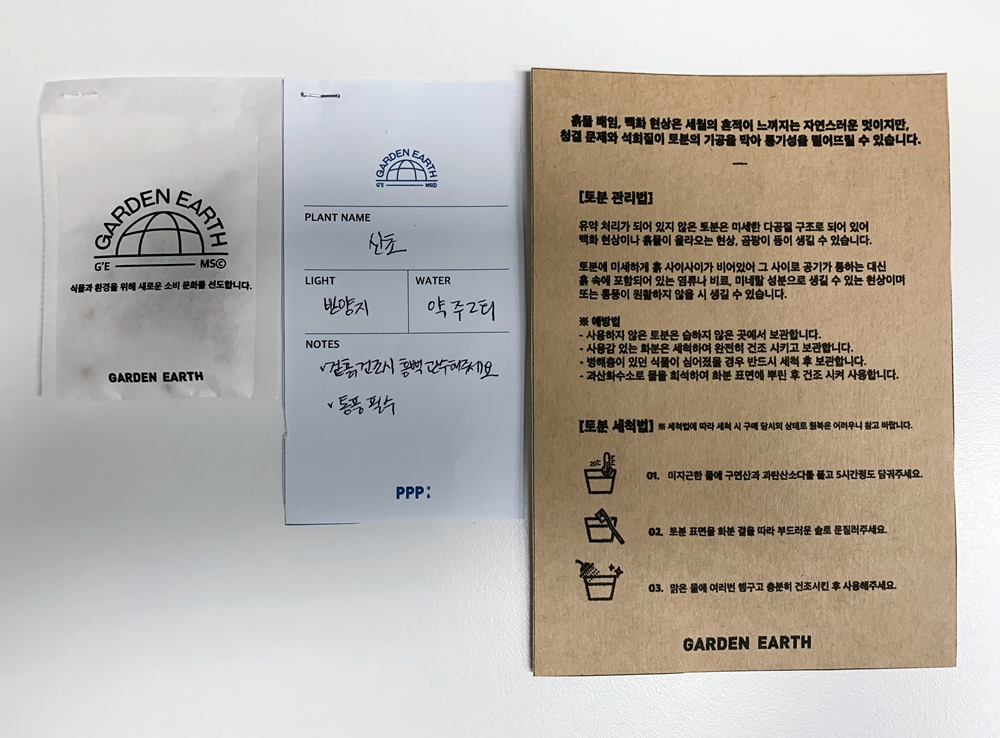 GARDEN EARTH
G'E MS©
식물과 환경을 위해 새로운 소비 문화를 선도합니다.
GARDEN EARTH
GARDEN EARTH
G'E MS©
PLANT NAME
산초
LIGHT
반양지
WATER
약 주 2회
NOTES
✓ 겉흙 건조시 흠뻑 관수해주세요
✓ 통풍 필수
PPP:
흙물 배임, 백화 현상은 세월의 흔적이 느껴지는 자연스러운 멋이지만,
청결 문제와 석회질이 토분의 기공을 막아 통기성을 떨어뜨릴 수 있습니다.
[토분 관리법]
유약 처리가 되어 있지 않은 토분은 미세한 다공질 구조로 되어 있어
백화 현상이나 흙물이 올라오는 현상, 곰팡이 등이 생길 수 있습니다.
토분에 미세하게 흙 사이사이가 비어있어 그 사이로 공기가 통하는 대신
흙 속에 포함되어 있는 염류나 비료, 미네랄 성분으로 생길 수 있는 현상이며
또는 통풍이 원활하지 않을 시 생길 수 있습니다.
※ 예방법
- 사용하지 않은 토분은 습하지 않은 곳에서 보관합니다.
- 사용감 있는 화분은 세척하여 완전히 건조 시키고 보관합니다.
- 병해충이 있던 식물이 심어졌을 경우 반드시 세척 후 보관합니다.
- 과산화수소로 물을 희석하여 화분 표면에 뿌린 후 건조 시켜 사용합니다.
[토분 세척법] ※ 세척법에 따라 세척 시 구매 당시의 상태로 원복은 어려우니 참고 바랍니다.
01. 미지근한 물에 구연산과 과탄산소다를 풀고 5시간정도 담궈주세요.
02. 토분 표면을 화분 결을 따라 부드러운 솔로 문질러주세요.
03. 맑은 물에 여러번 헹구고 충분히 건조시킨 후 사용해주세요.
GARDEN EARTH